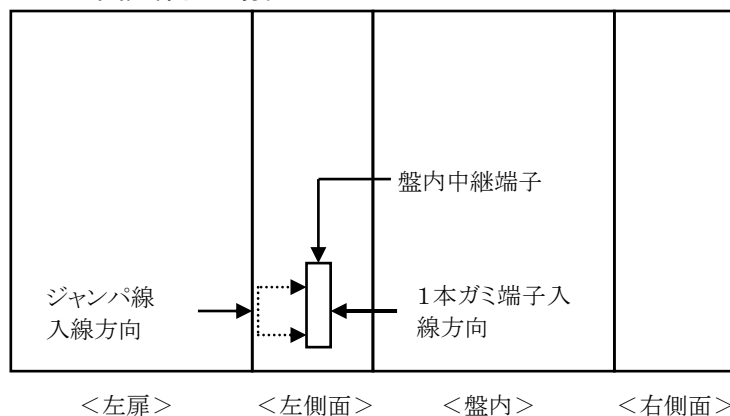 盤内中継端子
ジャンパ線
入線方向
1本ガミ端子入
線方向
<左扉>
<左側面>
<盤内>
<右側面>